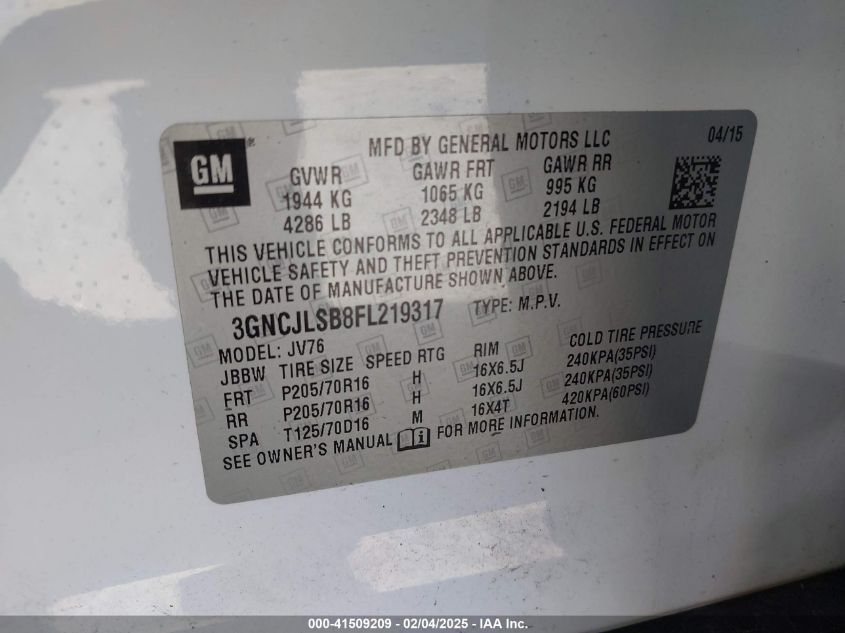 GM
MFD BY GENERAL MOTORS LLC 04/15
GVWR GAWR FRT GAWR RR
1944 KG 1065 KG 995 KG
4286 LB 2348 LB 2194 LB
THIS VEHICLE CONFORMS TO ALL APPLICABLE U.S. FEDERAL MOTOR
VEHICLE SAFETY AND THEFT PREVENTION STANDARDS IN EFFECT ON
THE DATE OF MANUFACTURE SHOWN ABOVE.
3GNCJLSB8FL219317 TYPE: M.P.V.
MODEL: JV76
JBBW TIRE SIZE SPEED RTG RIM COLD TIRE PRESSURE
FRT P205/70R16 H 16X6.5J 240KPA(35PSI)
RR P205/70R16 H 16X6.5J 240KPA(35PSI)
SPA T125/70D16 M 16X4T 420KPA(60PSI)
SEE OWNER'S MANUAL FOR MORE INFORMATION.
000-41509209 - 02/04/2025 - IAA Inc.